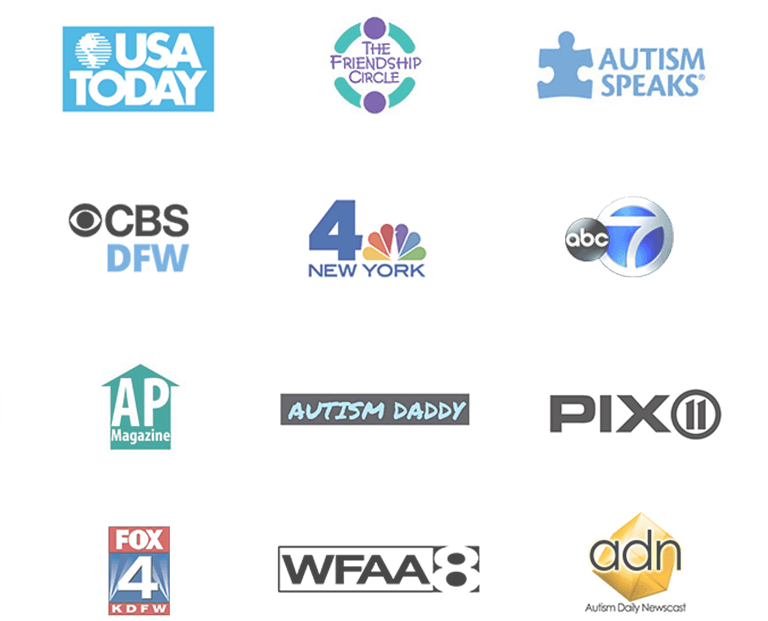 USA
TODAY
THE
FRIENDSHIP
CIRCLE
AUTISM
SPEAKS®
CBS
DFW
4
NEW YORK
abc
7
AP
Magazine
AUTISM DADDY
PIX 11
FOX
4
KDFW
WFAA 8
adn
Autism Daily Newscast